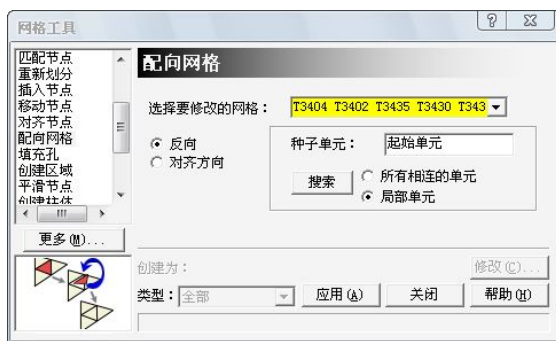 网格工具
匹配节点
重新划分
插入节点
移动节点
对齐节点
配向网格
填充孔
创建区域
平滑节点
创建柱体
更多(M)...
配向网格
选择要修改的网格：
T3404 T3402 T3435 T3430 T343
反向
对齐方向
种子单元：
起始单元
搜索
所有相连的单元
局部单元
创建为：
修改(C)...
类型：
全部
应用(A)
关闭
帮助(H)